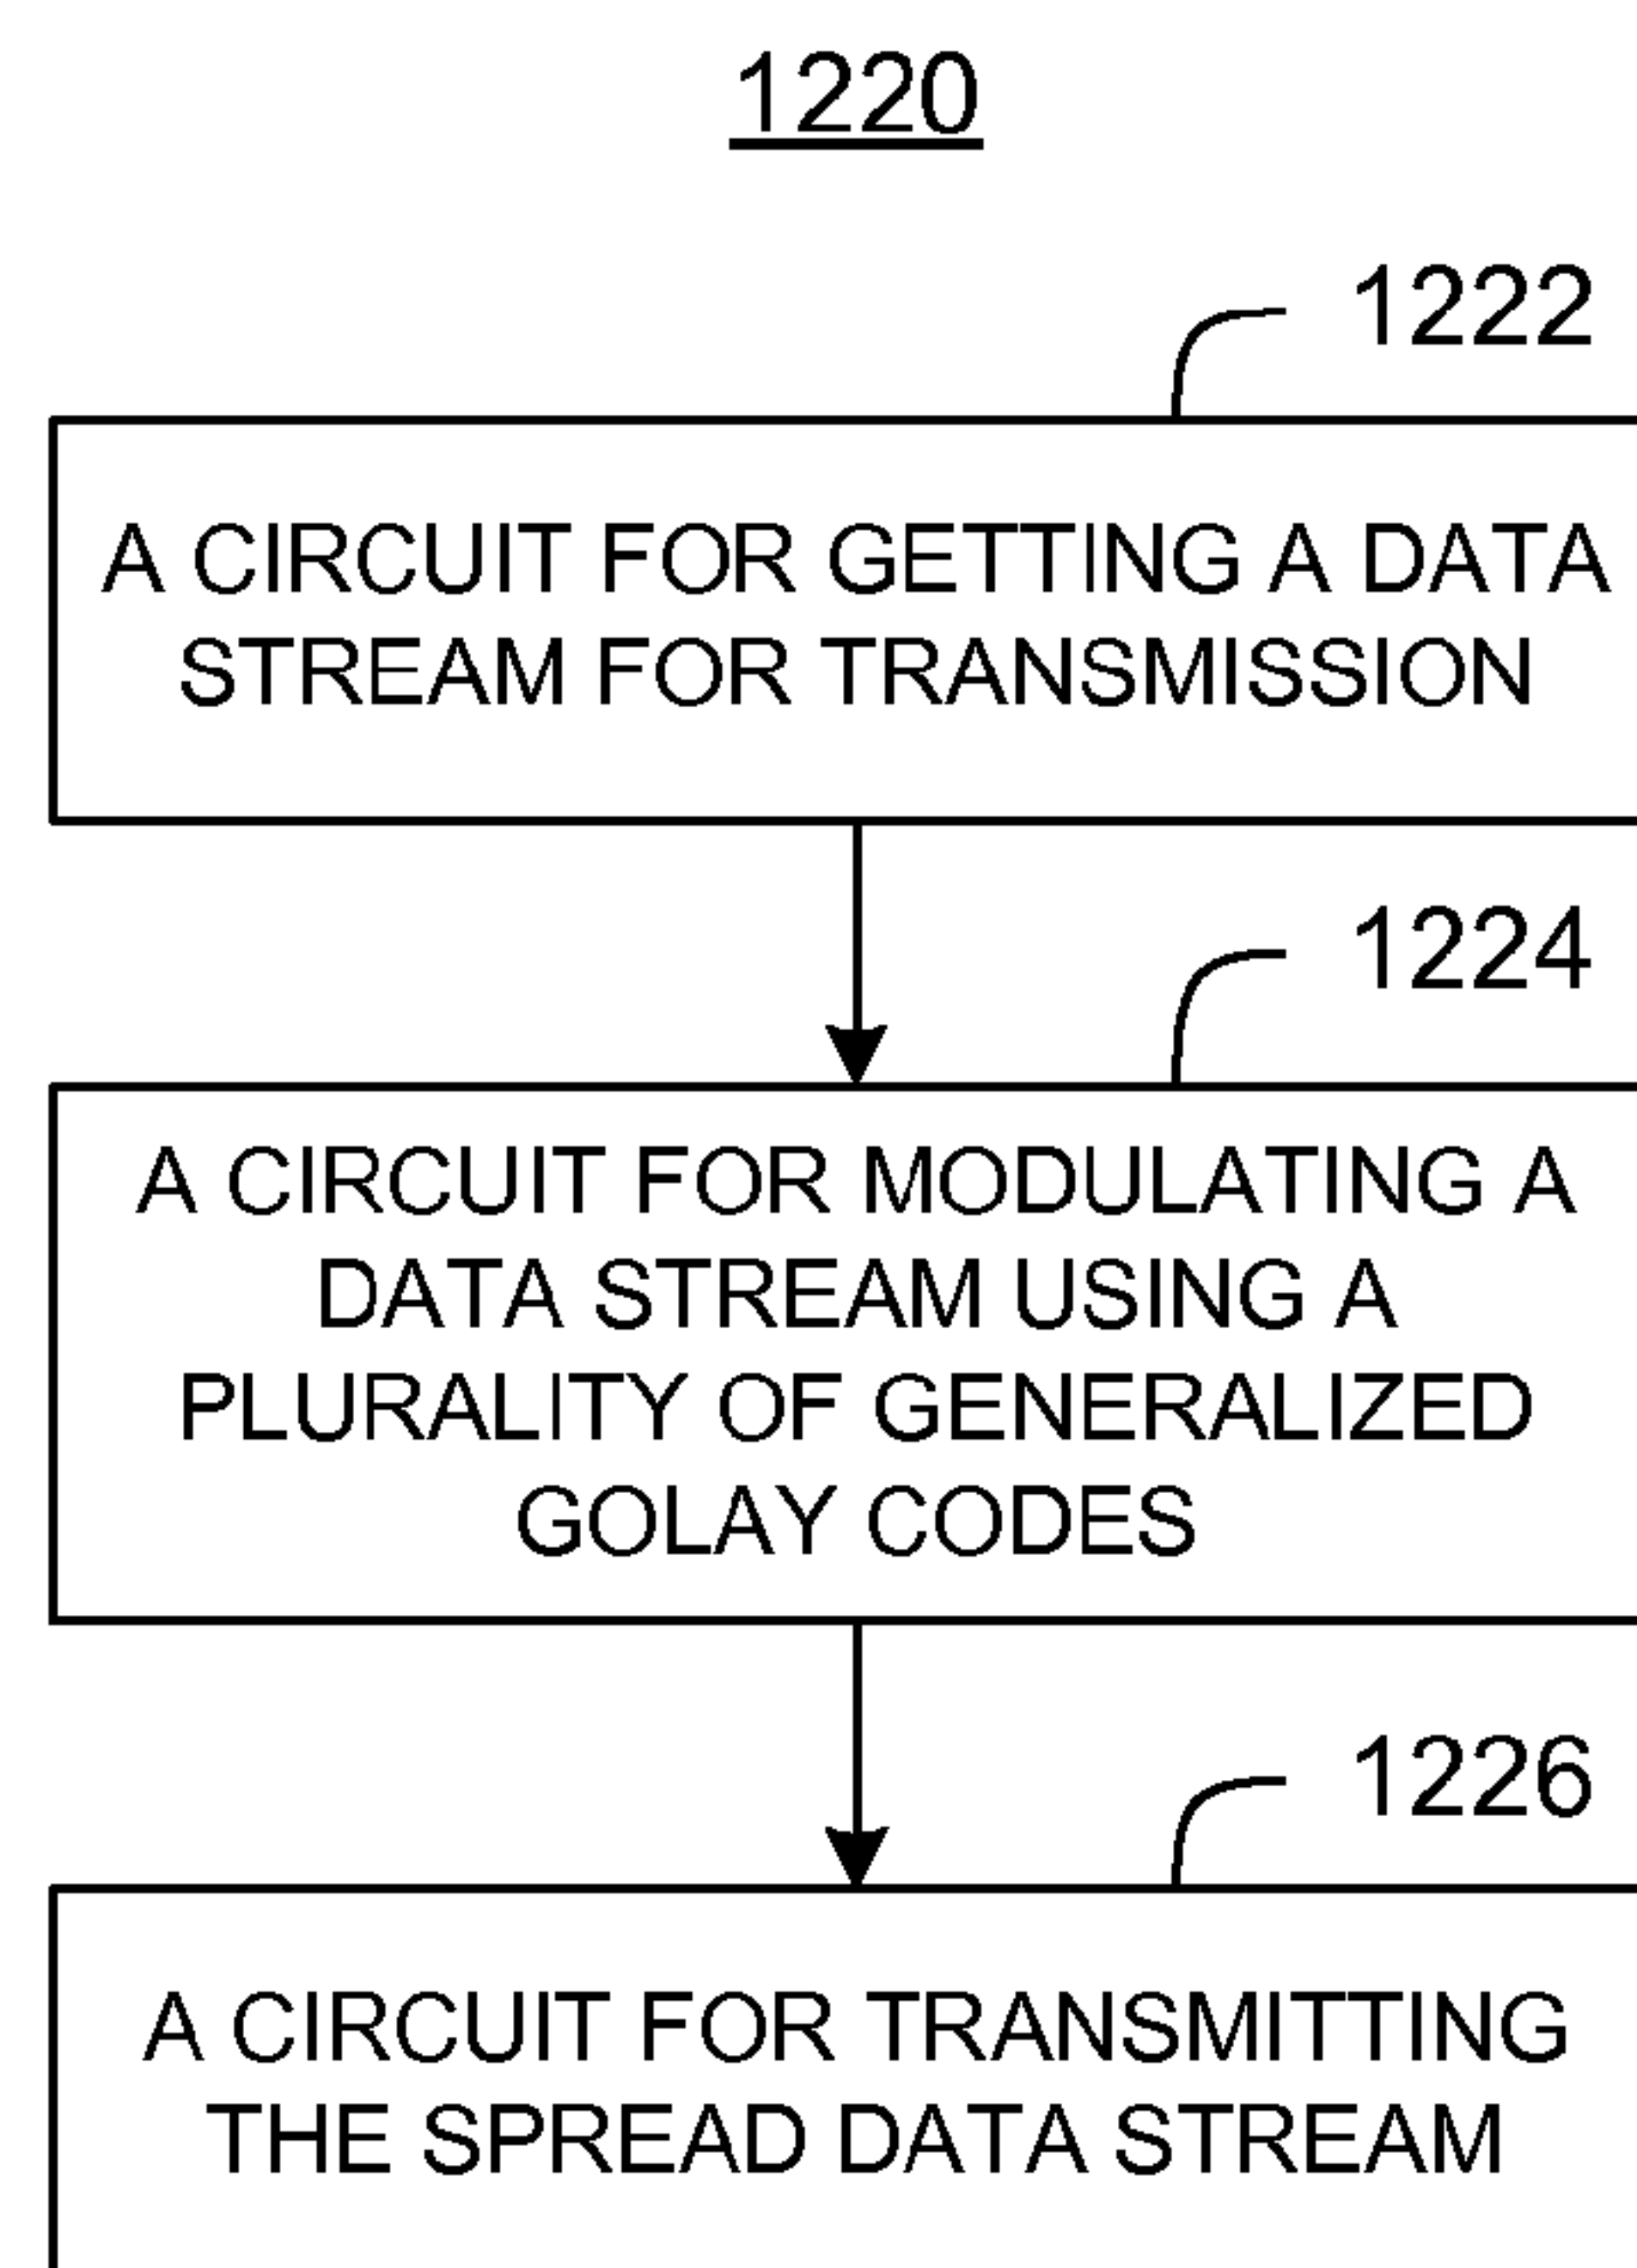 1220
1222
A CIRCUIT FOR GETTING A DATA
STREAM FOR TRANSMISSION
1224
A CIRCUIT FOR MODULATING A
DATA STREAM USING A
PLURALITY OF GENERALIZED
GOLAY CODES
1226
A CIRCUIT FOR TRANSMITTING
THE SPREAD DATA STREAM